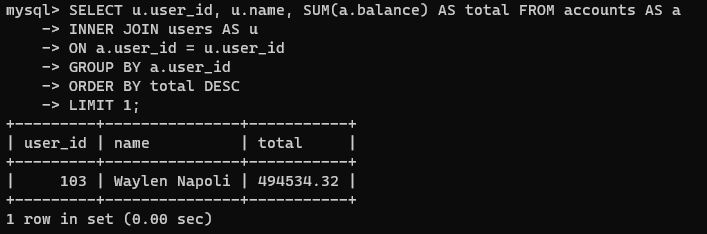 mysql> SELECT u.user_id, u.name, SUM(a.balance) AS total FROM accounts AS a
    -> INNER JOIN users AS u
    -> ON a.user_id = u.user_id
    -> GROUP BY a.user_id
    -> ORDER BY total DESC
    -> LIMIT 1;
+---------+---------------+-----------+
| user_id | name          | total     |
+---------+---------------+-----------+
|     103 | Waylen Napoli | 494534.32 |
+---------+---------------+-----------+
1 row in set (0.00 sec)